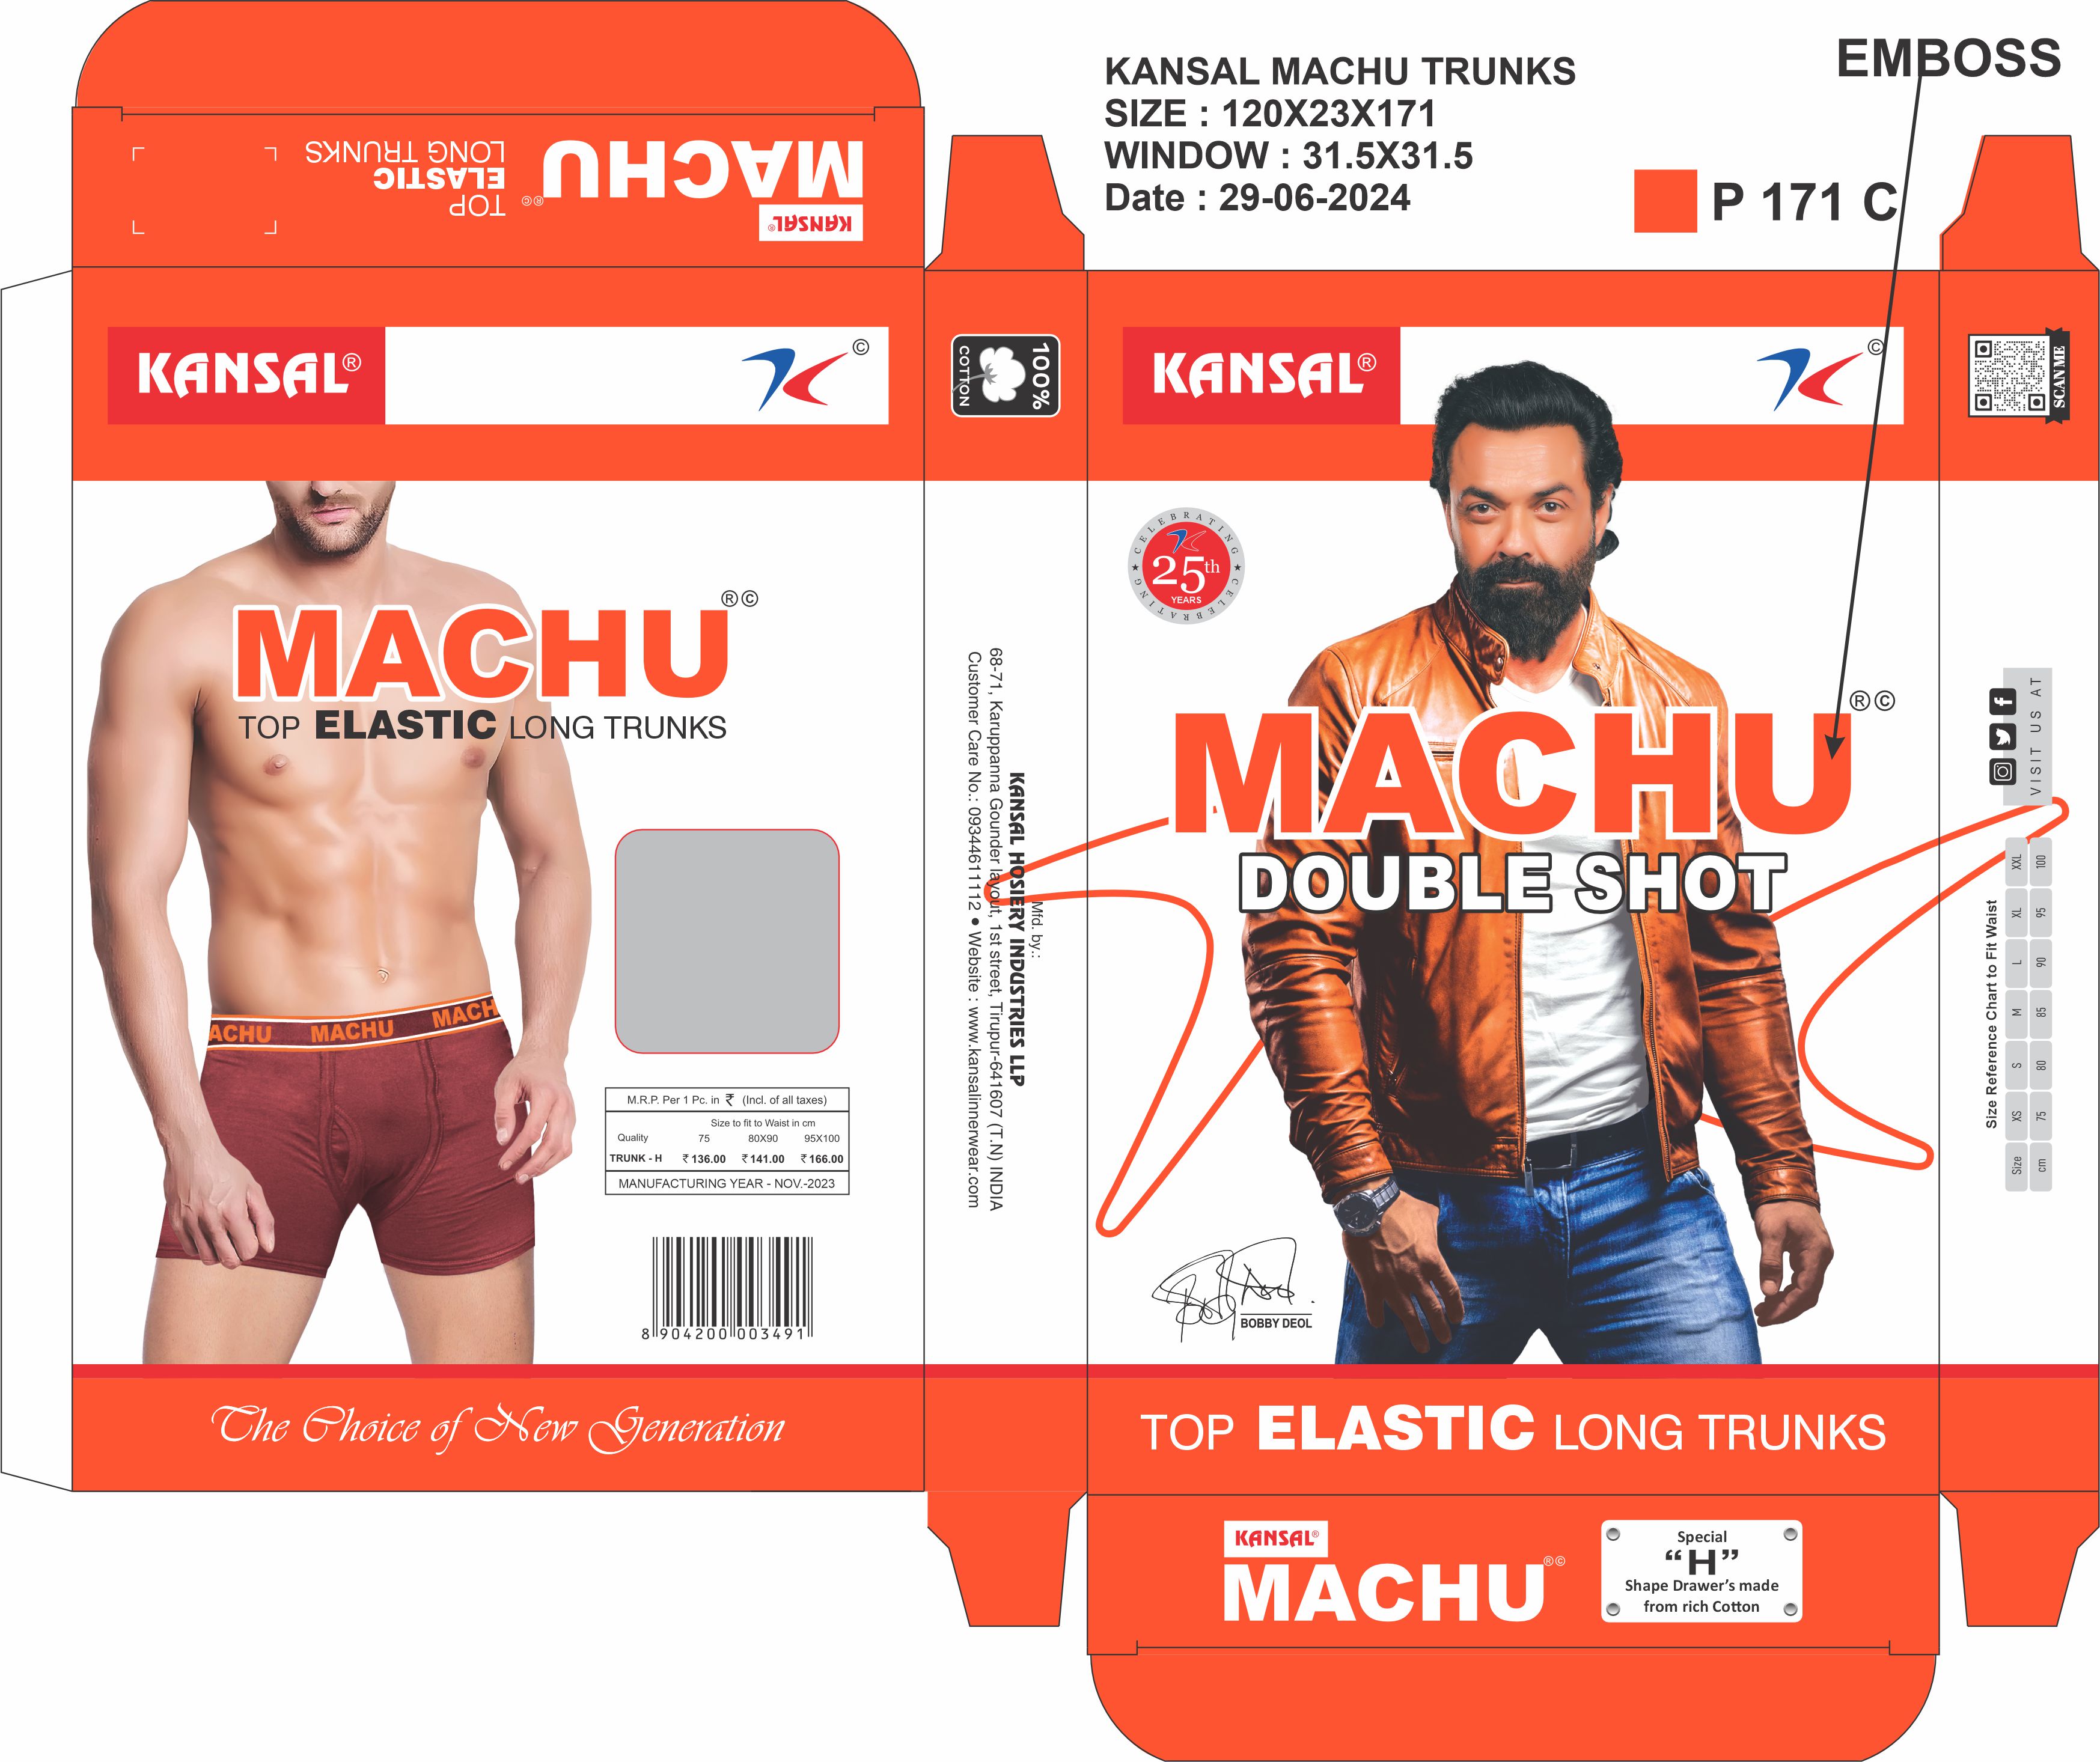 KANSAL MACHU TRUNKS
SIZE : 120X23X171
WINDOW : 31.5X31.5
Date : 29-06-2024
EMBOSS
P 171 C
KANSAL®
MACHU®©
TOP
ELASTIC
LONG TRUNKS
KANSAL®
©
MACHU®©
TOP ELASTIC LONG TRUNKS
ACHU MACHU MACH
M.R.P. Per 1 Pc. in ₹ (Incl. of all taxes)
Size to fit to Waist in cm
Quality 75 80X90 95X100
TRUNK - H ₹ 136.00 ₹ 141.00 ₹ 166.00
MANUFACTURING YEAR - NOV.-2023
8 904200 003491
The Choice of New Generation
100%
COTTON
Mfd. by.:
KANSAL HOSIERY INDUSTRIES LLP
68-71, Karuppanna Gounder layout, 1st street, Tirupur-641607 (T.N) INDIA
Customer Care No.: 09344611112 • Website : www.kansalinnerwear.com
KANSAL®
©
CELEBRATING
25th
YEARS
CELEBRATING
MACHU®©
DOUBLE SHOT
BOBBY DEOL
TOP ELASTIC LONG TRUNKS
KANSAL®
MACHU®©
Special
“H”
Shape Drawer’s made
from rich Cotton
SCAN ME
VISIT US AT
Size Reference Chart to Fit Waist
Size XS S M L XL XXL
cm 75 80 85 90 95 100